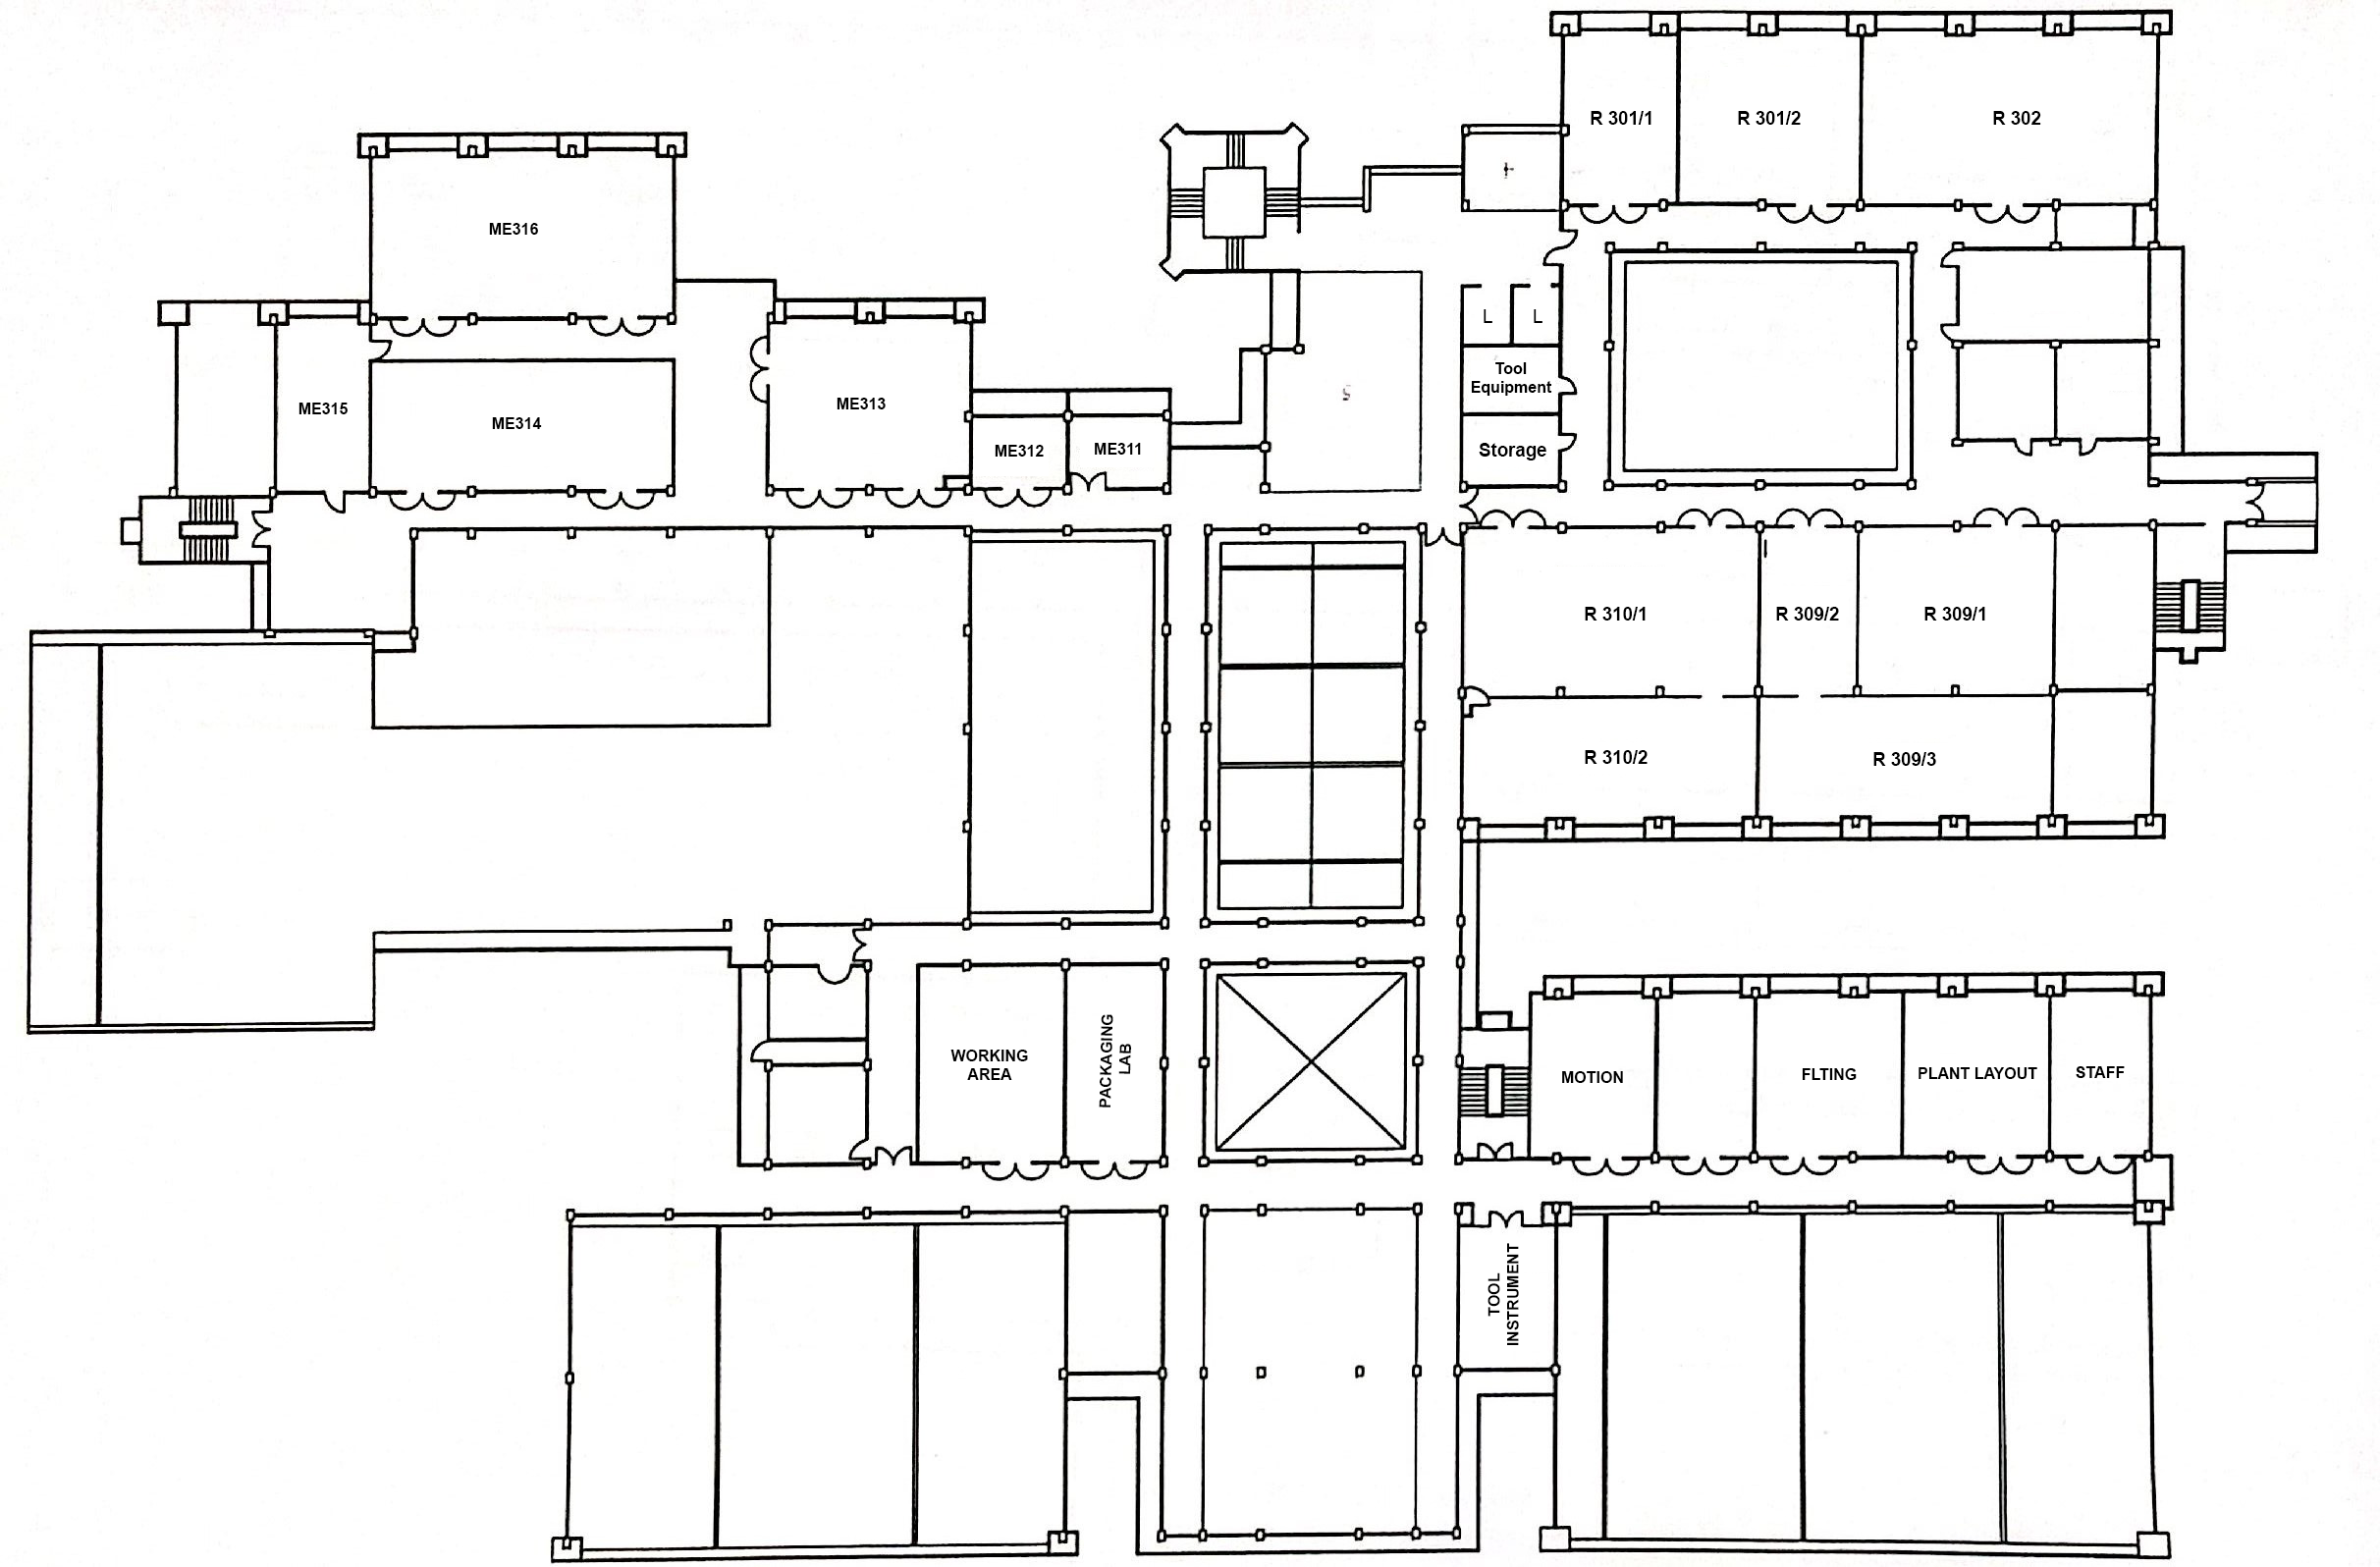 R 301/1
R 301/2
R 302
ME316
L
L
Tool
Equipment
Storage
ME315
ME314
ME313
ME312
ME311
R 310/1
R 309/2
R 309/1
R 310/2
R 309/3
WORKING
AREA
PACKAGING
LAB
MOTION
FLTING
PLANT LAYOUT
STAFF
TOOL
INSTRUMENT